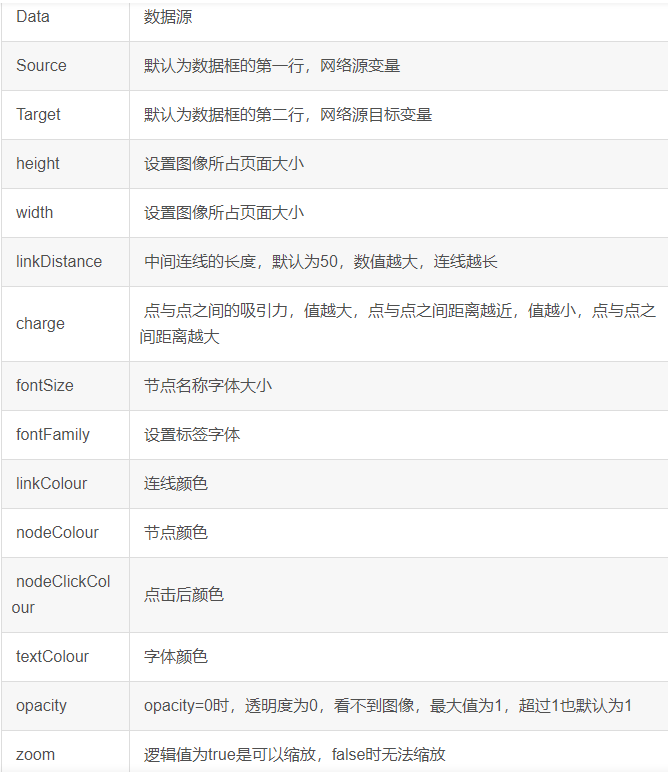 Data 数据源
Source 默认为数据框的第一行，网络源变量
Target 默认为数据框的第二行，网络源目标变量
height 设置图像所占页面大小
width 设置图像所占页面大小
linkDistance 中间连线的长度，默认为50，数值越大，连线越长
charge 点与点之间的吸引力，值越大，点与点之间距离越近，值越小，点与点之
间距离越大
fontSize 节点名称字体大小
fontFamily 设置标签字体
linkColour 连线颜色
nodeColour 节点颜色
nodeClickCol
our 点击后颜色
textColour 字体颜色
opacity opacity=0时，透明度为0，看不到图像，最大值为1，超过1也默认为1
zoom 逻辑值为true是可以缩放，false时无法缩放